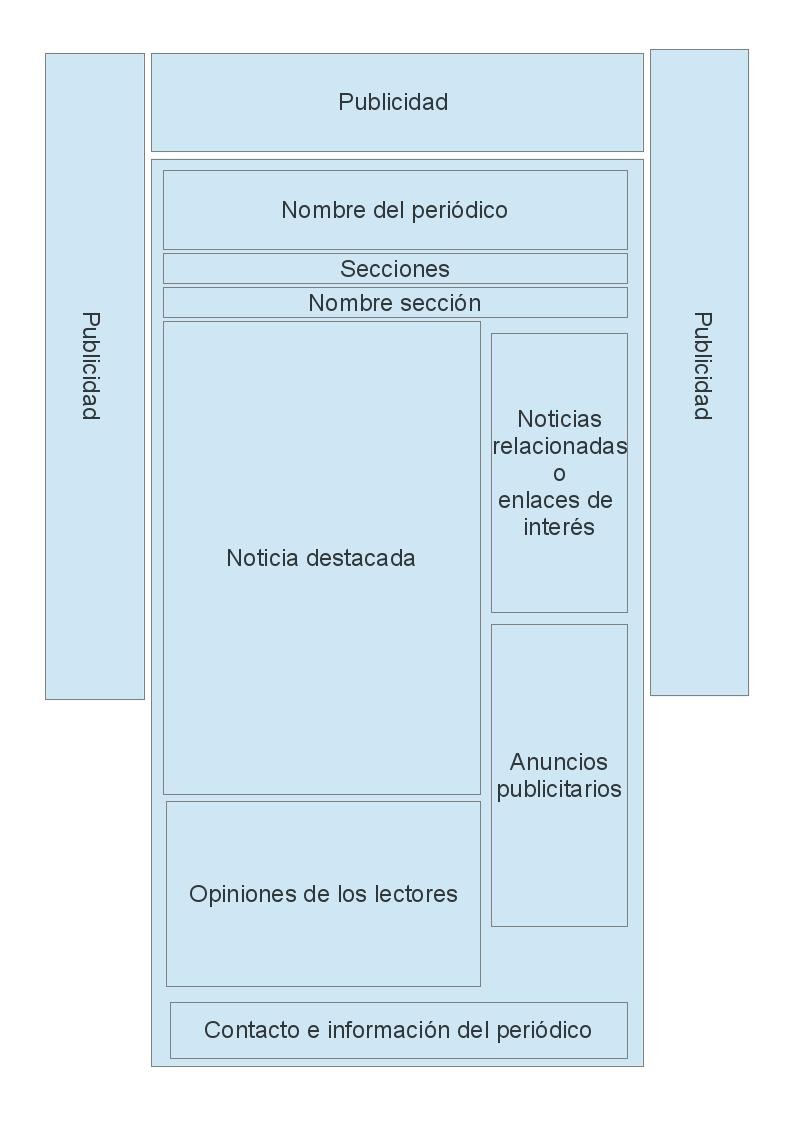 Publicidad
Publicidad
Publicidad
Nombre del periódico
Secciones
Nombre sección
Noticia destacada
Noticias
relacionadas
o
enlaces de
interés
Anuncios
publicitarios
Opiniones de los lectores
Contacto e información del periódico